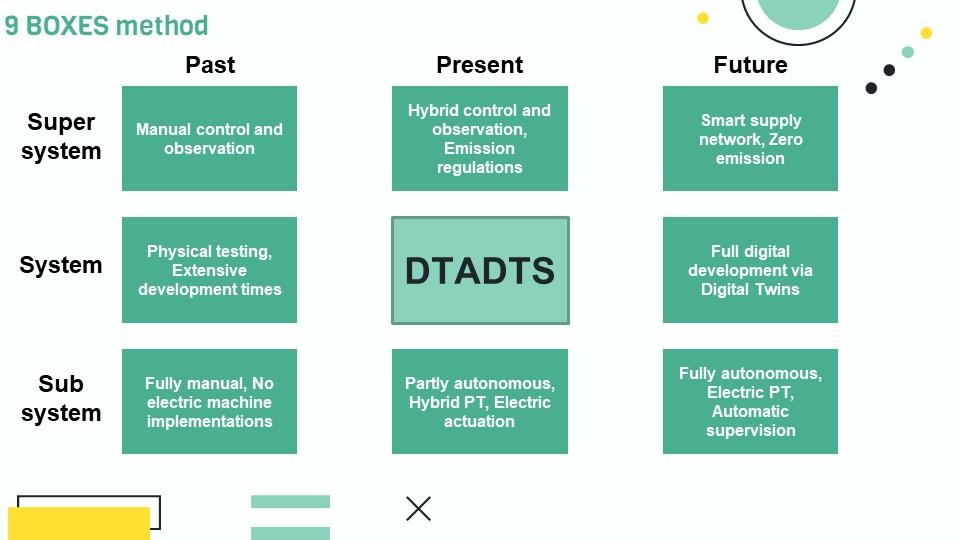 9 BOXES method
Past
Present
Future
Super
system
Manual control and
observation
Hybrid control and
observation,
Emission
regulations
Smart supply
network, Zero
emission
System
Physical testing,
Extensive
development times
DTADTS
Full digital
development via
Digital Twins
Sub
system
Fully manual, No
electric machine
implementations
Partly autonomous,
Hybrid PT, Electric
actuation
Fully autonomous,
Electric PT,
Automatic
supervision